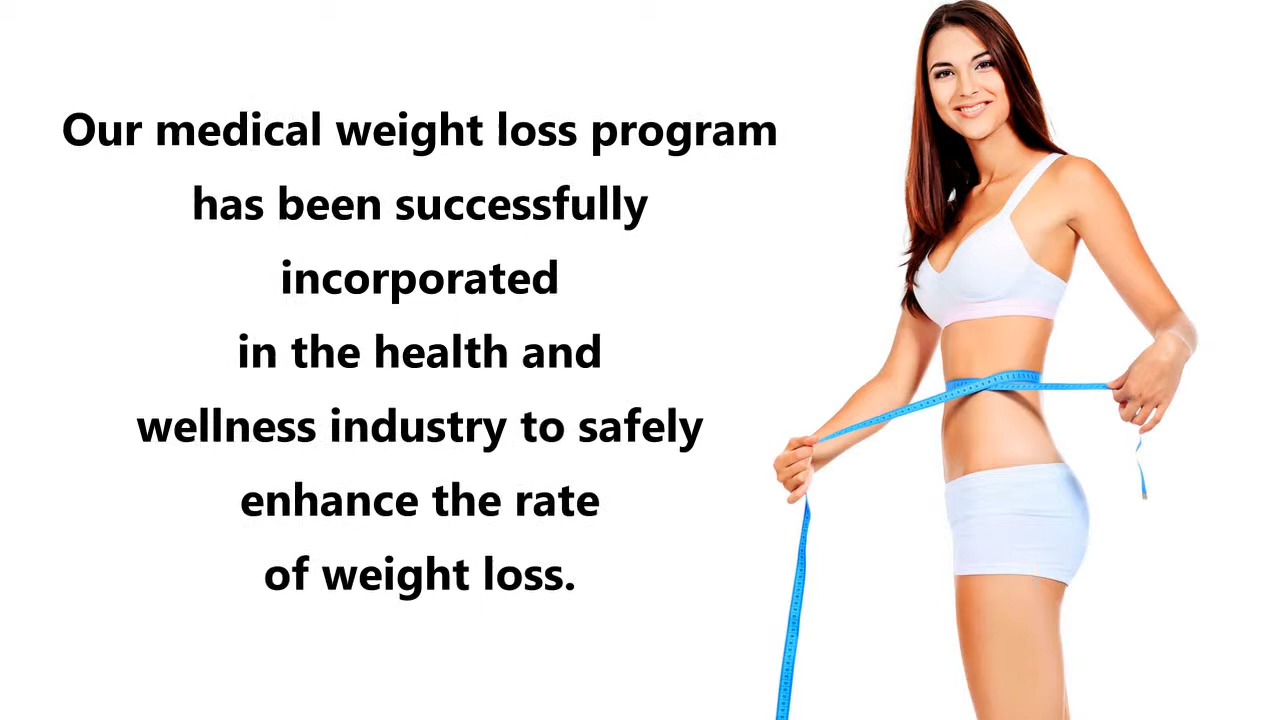 Our medical weight loss program
has been successfully
incorporated
in the health and
wellness industry to safely
enhance the rate
of weight loss.